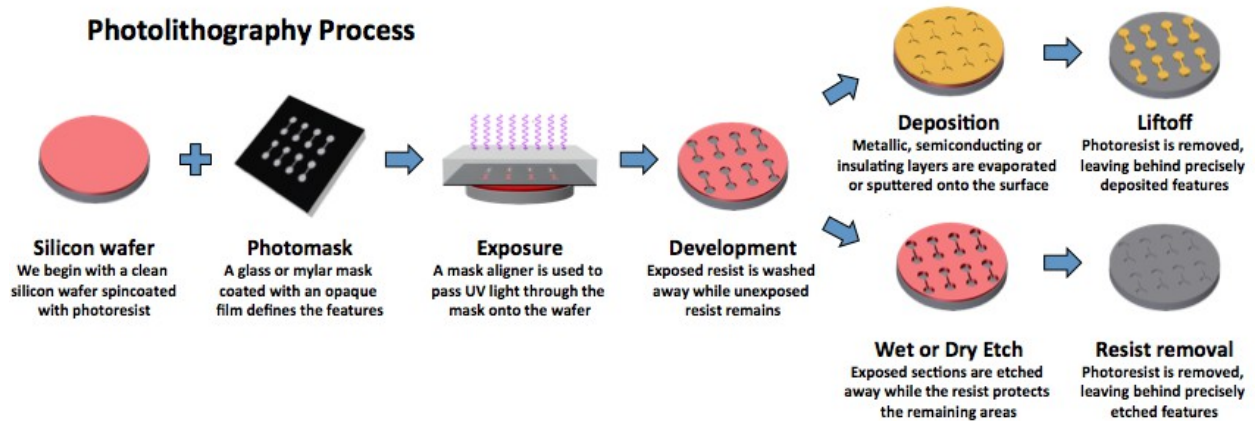 Photolithography Process
Silicon wafer
We begin with a clean
silicon wafer spincoated
with photoresist
Photomask
A glass or mylar mask
coated with an opaque
film defines the features
Exposure
A mask aligner is used to
pass UV light through the
mask onto the wafer
Development
Exposed resist is washed
away while unexposed
resist remains
Deposition
Metallic, semiconducting or
insulating layers are evaporated
or sputtered onto the surface
Liftoff
Photoresist is removed,
leaving behind precisely
deposited features
Wet or Dry Etch
Exposed sections are etched
away while the resist protects
the remaining areas
Resist removal
Photoresist is removed,
leaving behind precisely
etched features